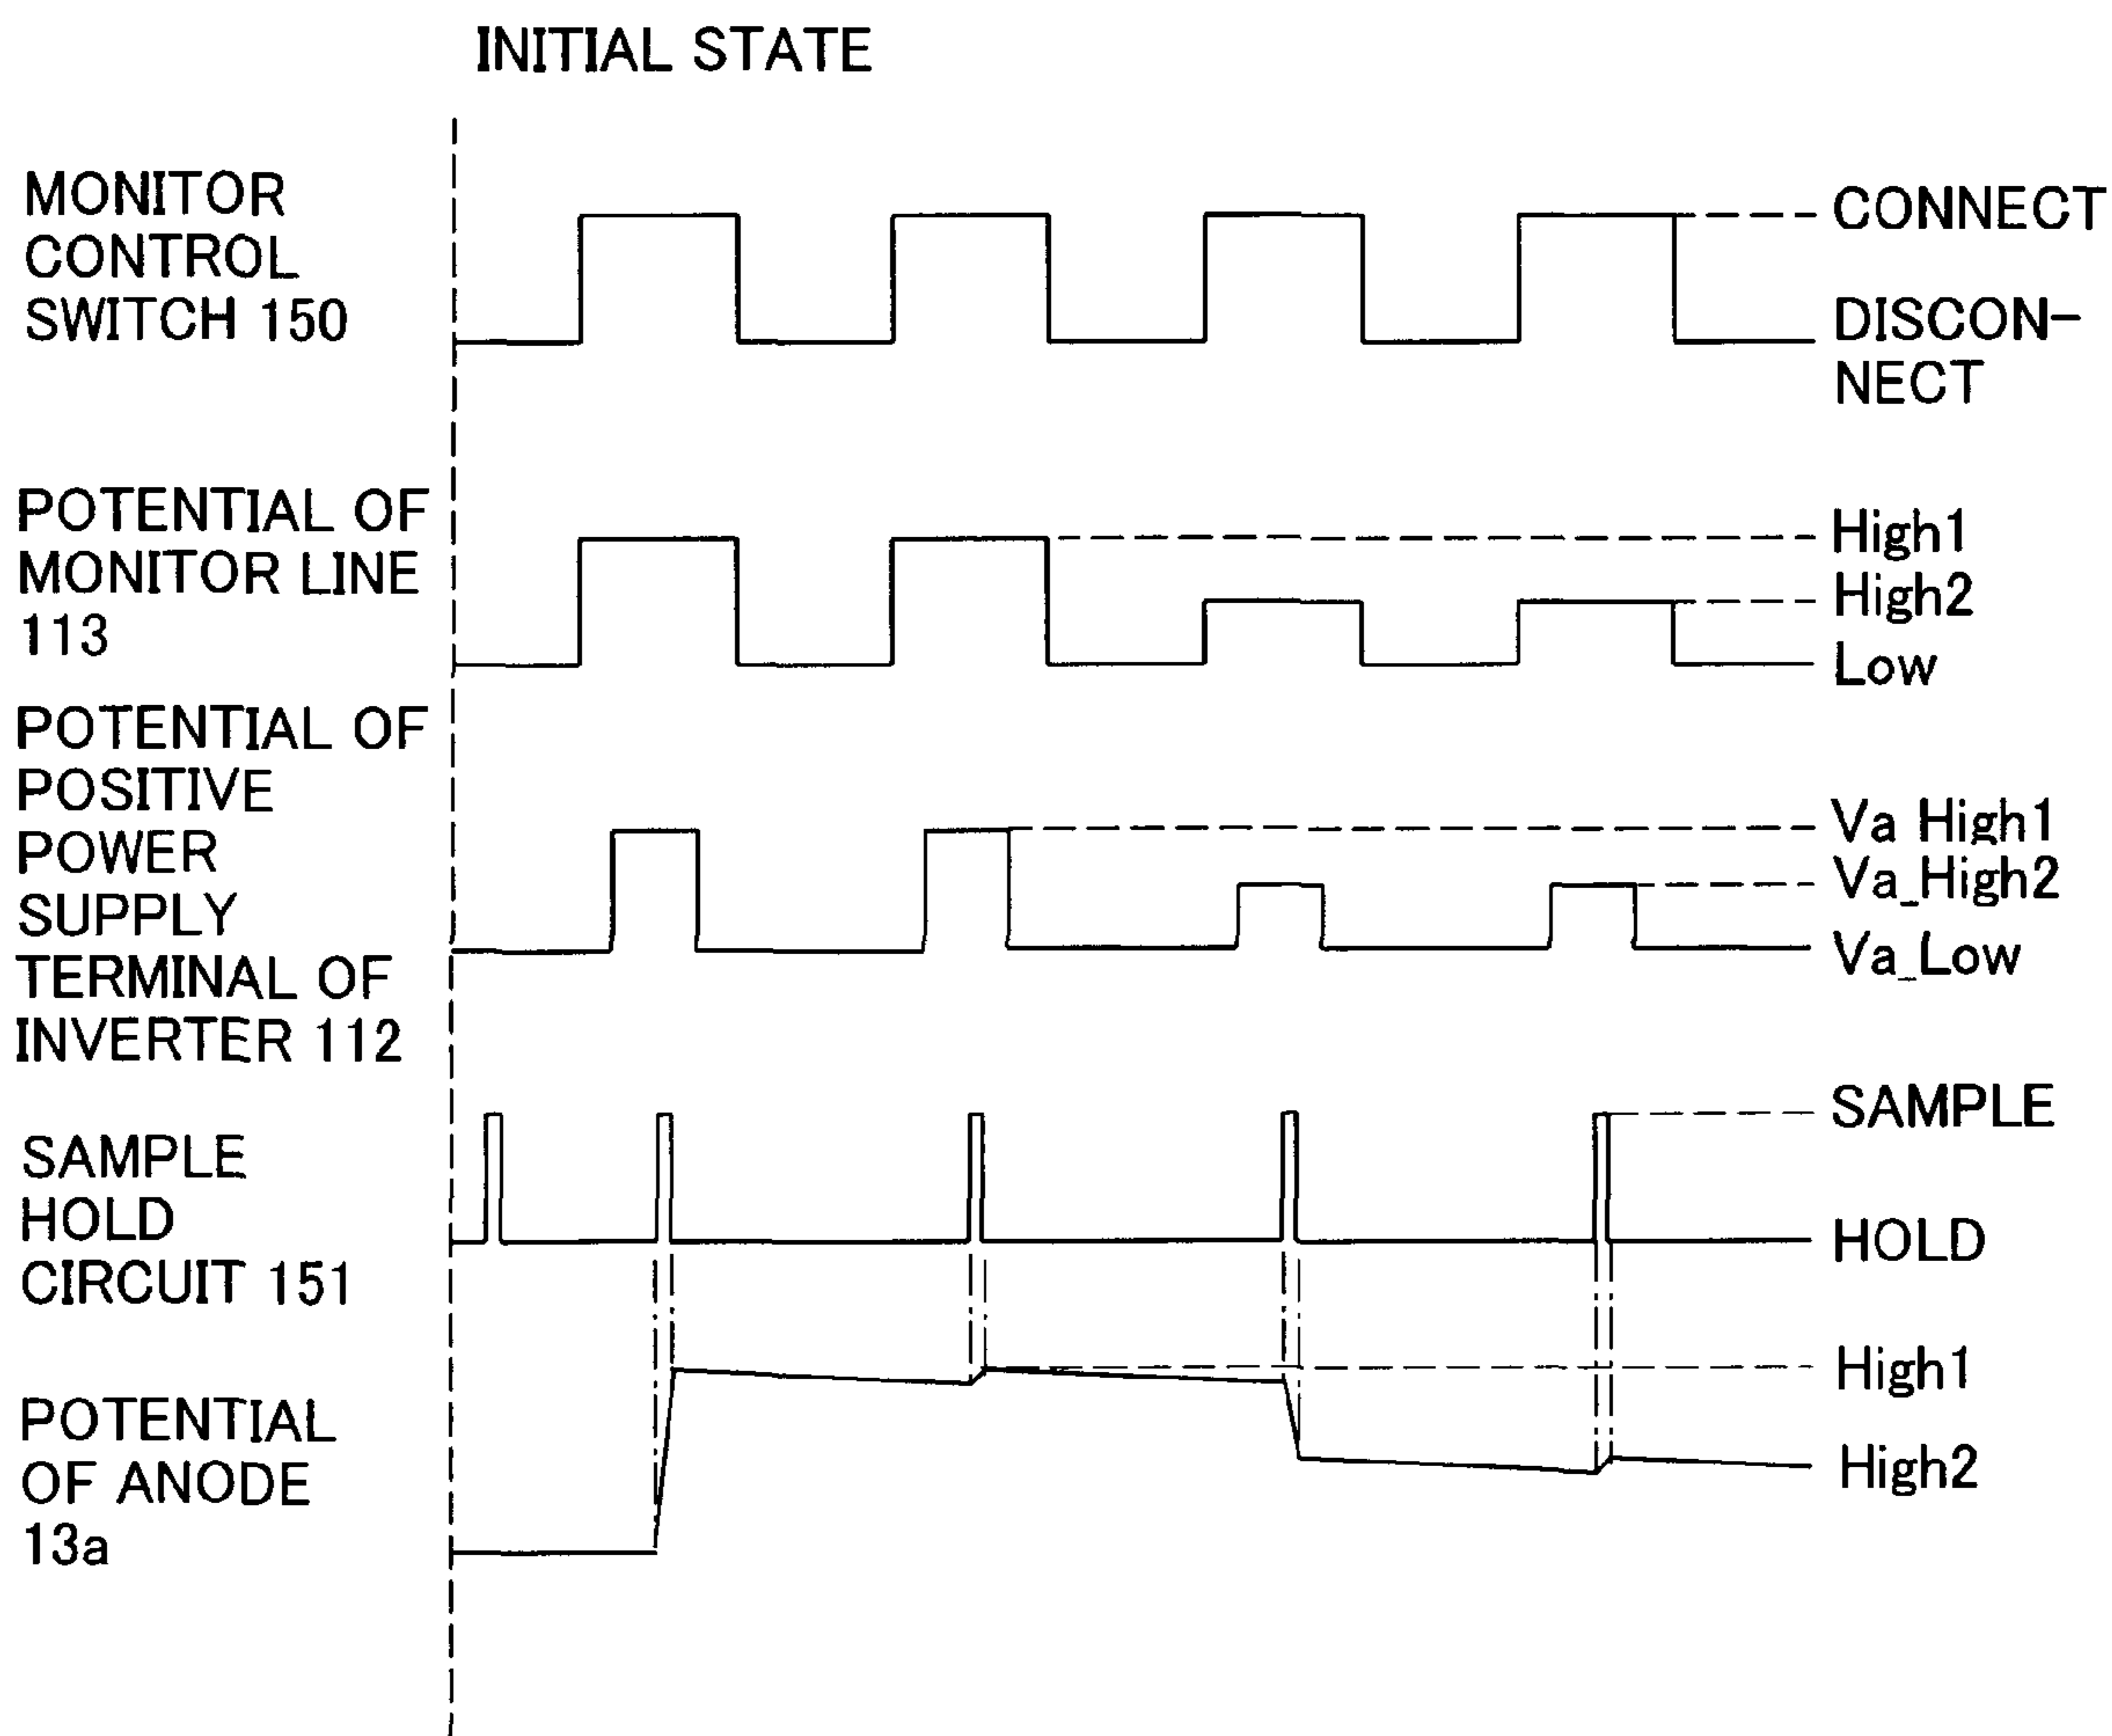 INITIAL STATE
MONITOR
CONTROL
SWITCH 150
CONNECT
DISCON-
NECT
POTENTIAL OF
MONITOR LINE
113
High1
High2
Low
POTENTIAL OF
POSITIVE
POWER
SUPPLY
TERMINAL OF
INVERTER 112
Va High1
Va_High2
Va_Low
SAMPLE
HOLD
CIRCUIT 151
SAMPLE
HOLD
POTENTIAL
OF ANODE
13a
High1
High2